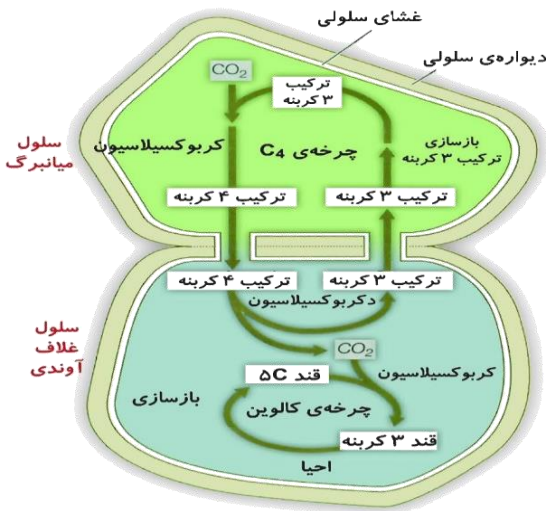 غشای سلولی
دیواره‌ی سلولی
CO₂
ترکیب
۳ کربنه
سلول
میانبرگ
کربوکسیلاسیون
چرخه‌ی C₄
بازسازی
ترکیب ۳ کربنه
ترکیب ۴ کربنه
ترکیب ۳ کربنه
ترکیب ۴ کربنه
ترکیب ۳ کربنه
دکربوکسیلاسیون
سلول
غلاف
آوندی
CO₂
کربوکسیلاسیون
قند ۵C
بازسازی
چرخه‌ی کالوین
قند ۳ کربنه
احیا